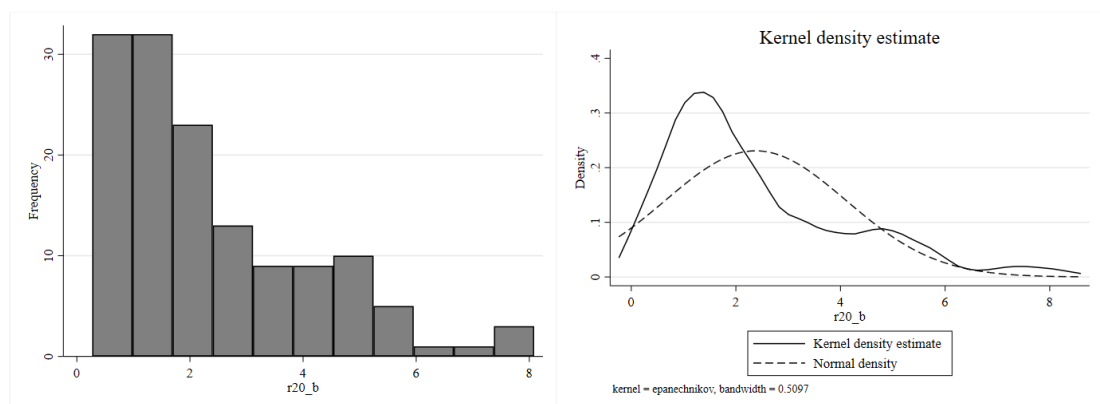 30
20
10
0
Frequency
0 2 4 6 8
r20_b
Kernel density estimate
.4
.3
.2
.1
0
Density
0 2 4 6 8
r20_b
Kernel density estimate
Normal density
kernel = epanechnikov, bandwidth = 0.5097